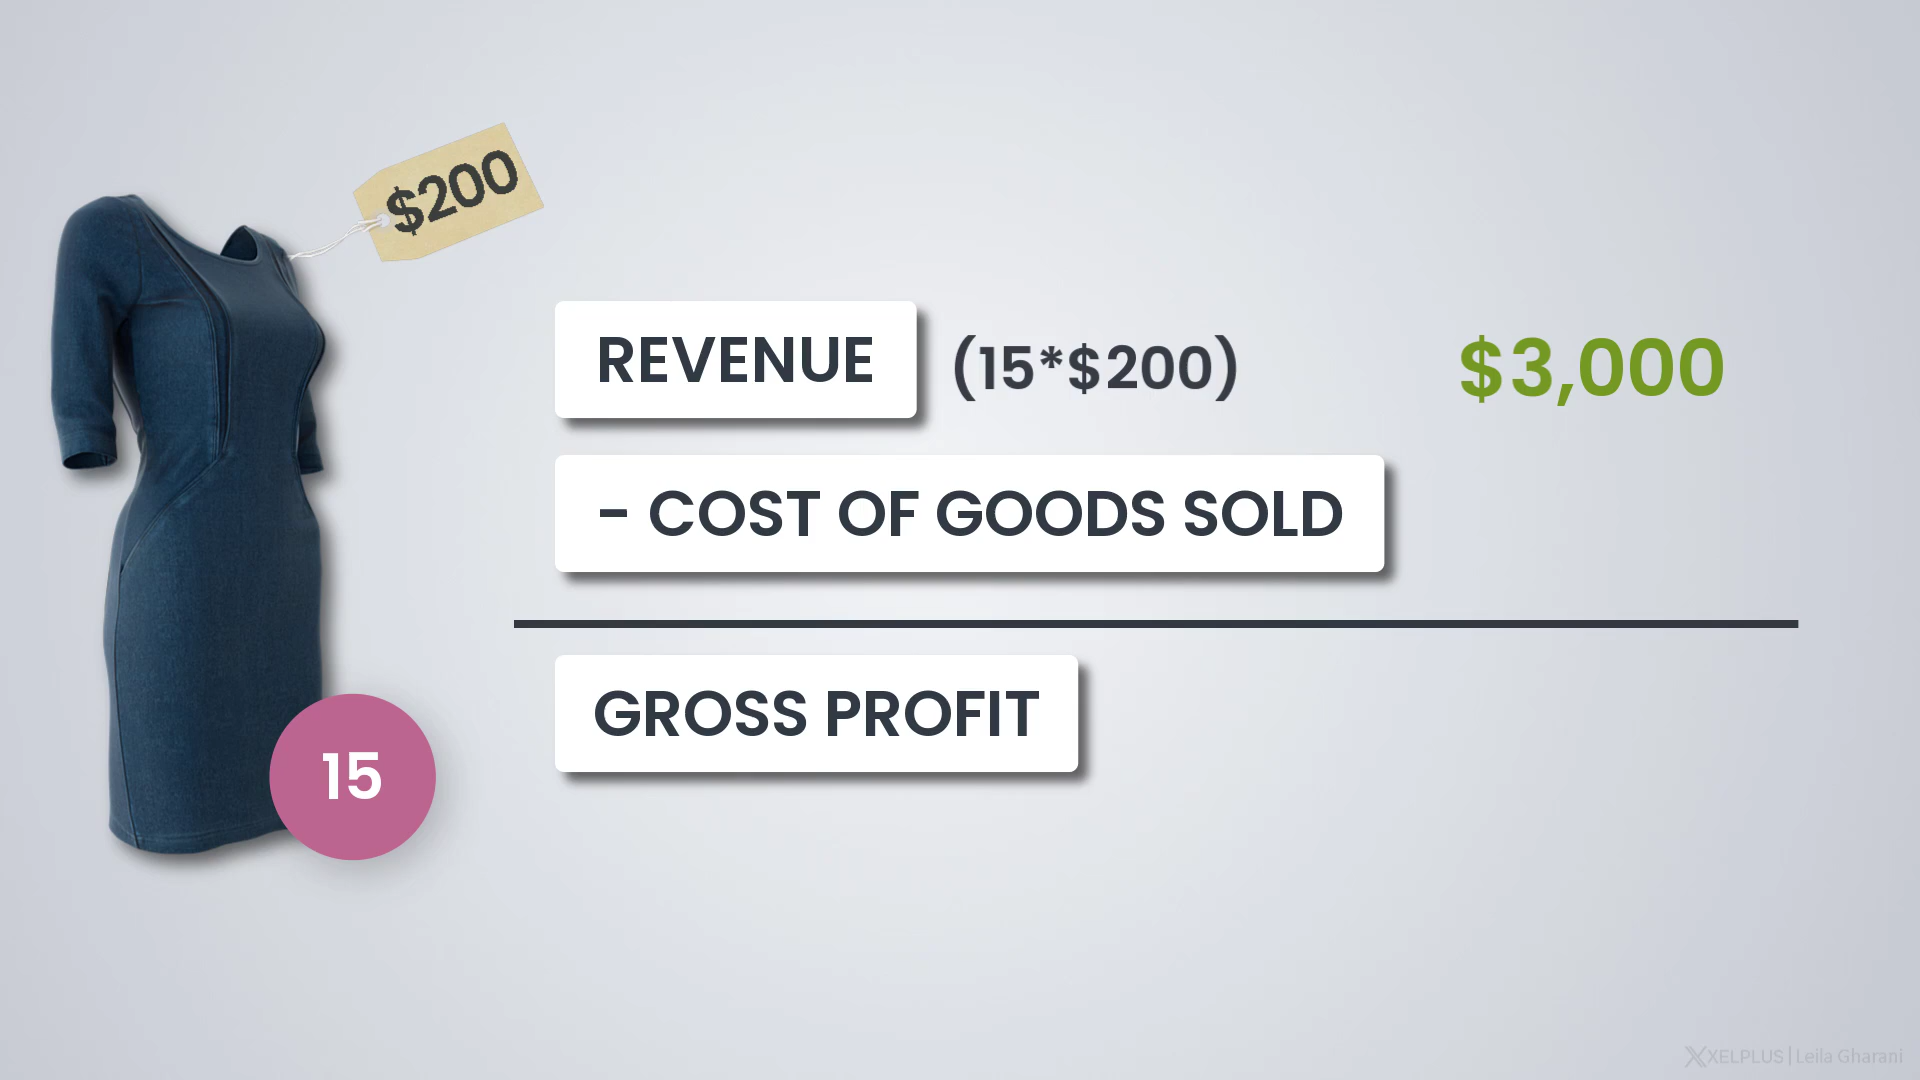 $200
REVENUE (15*$200) $3,000
- COST OF GOODS SOLD
GROSS PROFIT
15
XELPLUS | Leila Gharani